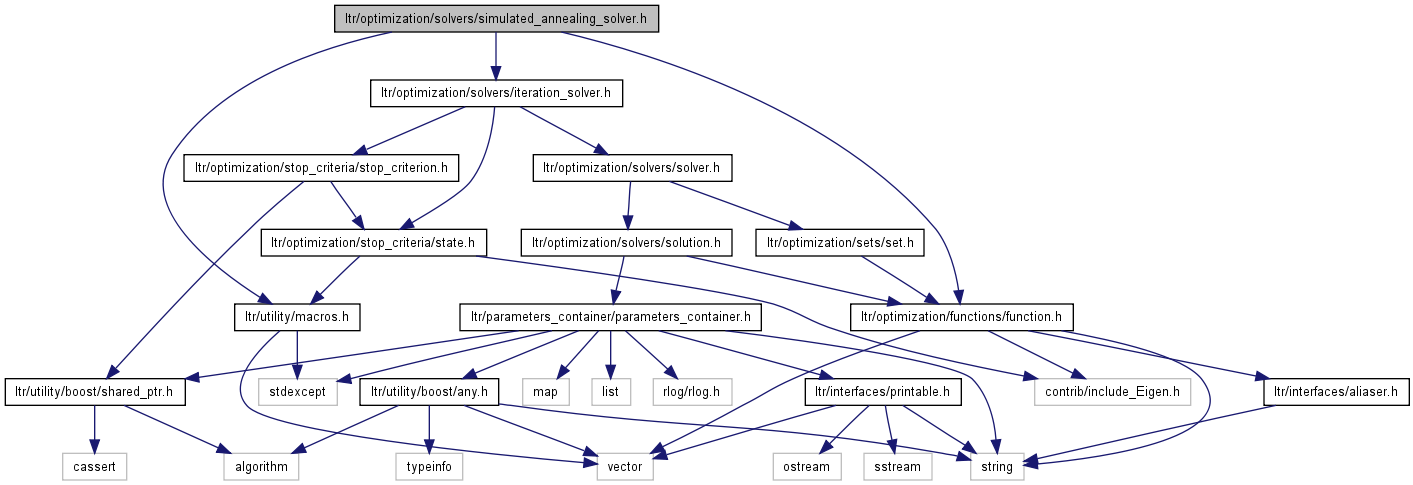 ltr/optimization/solvers/simulated_annealing_solver.h
ltr/optimization/solvers/iteration_solver.h
ltr/optimization/stop_criteria/stop_criterion.h
ltr/optimization/solvers/solver.h
ltr/optimization/stop_criteria/state.h
ltr/optimization/solvers/solution.h
ltr/optimization/sets/set.h
ltr/utility/macros.h
ltr/parameters_container/parameters_container.h
ltr/optimization/functions/function.h
ltr/utility/boost/shared_ptr.h
stdexcept
ltr/utility/boost/any.h
map
list
rlog/rlog.h
ltr/interfaces/printable.h
contrib/include_Eigen.h
ltr/interfaces/aliaser.h
cassert
algorithm
typeinfo
vector
ostream
sstream
string